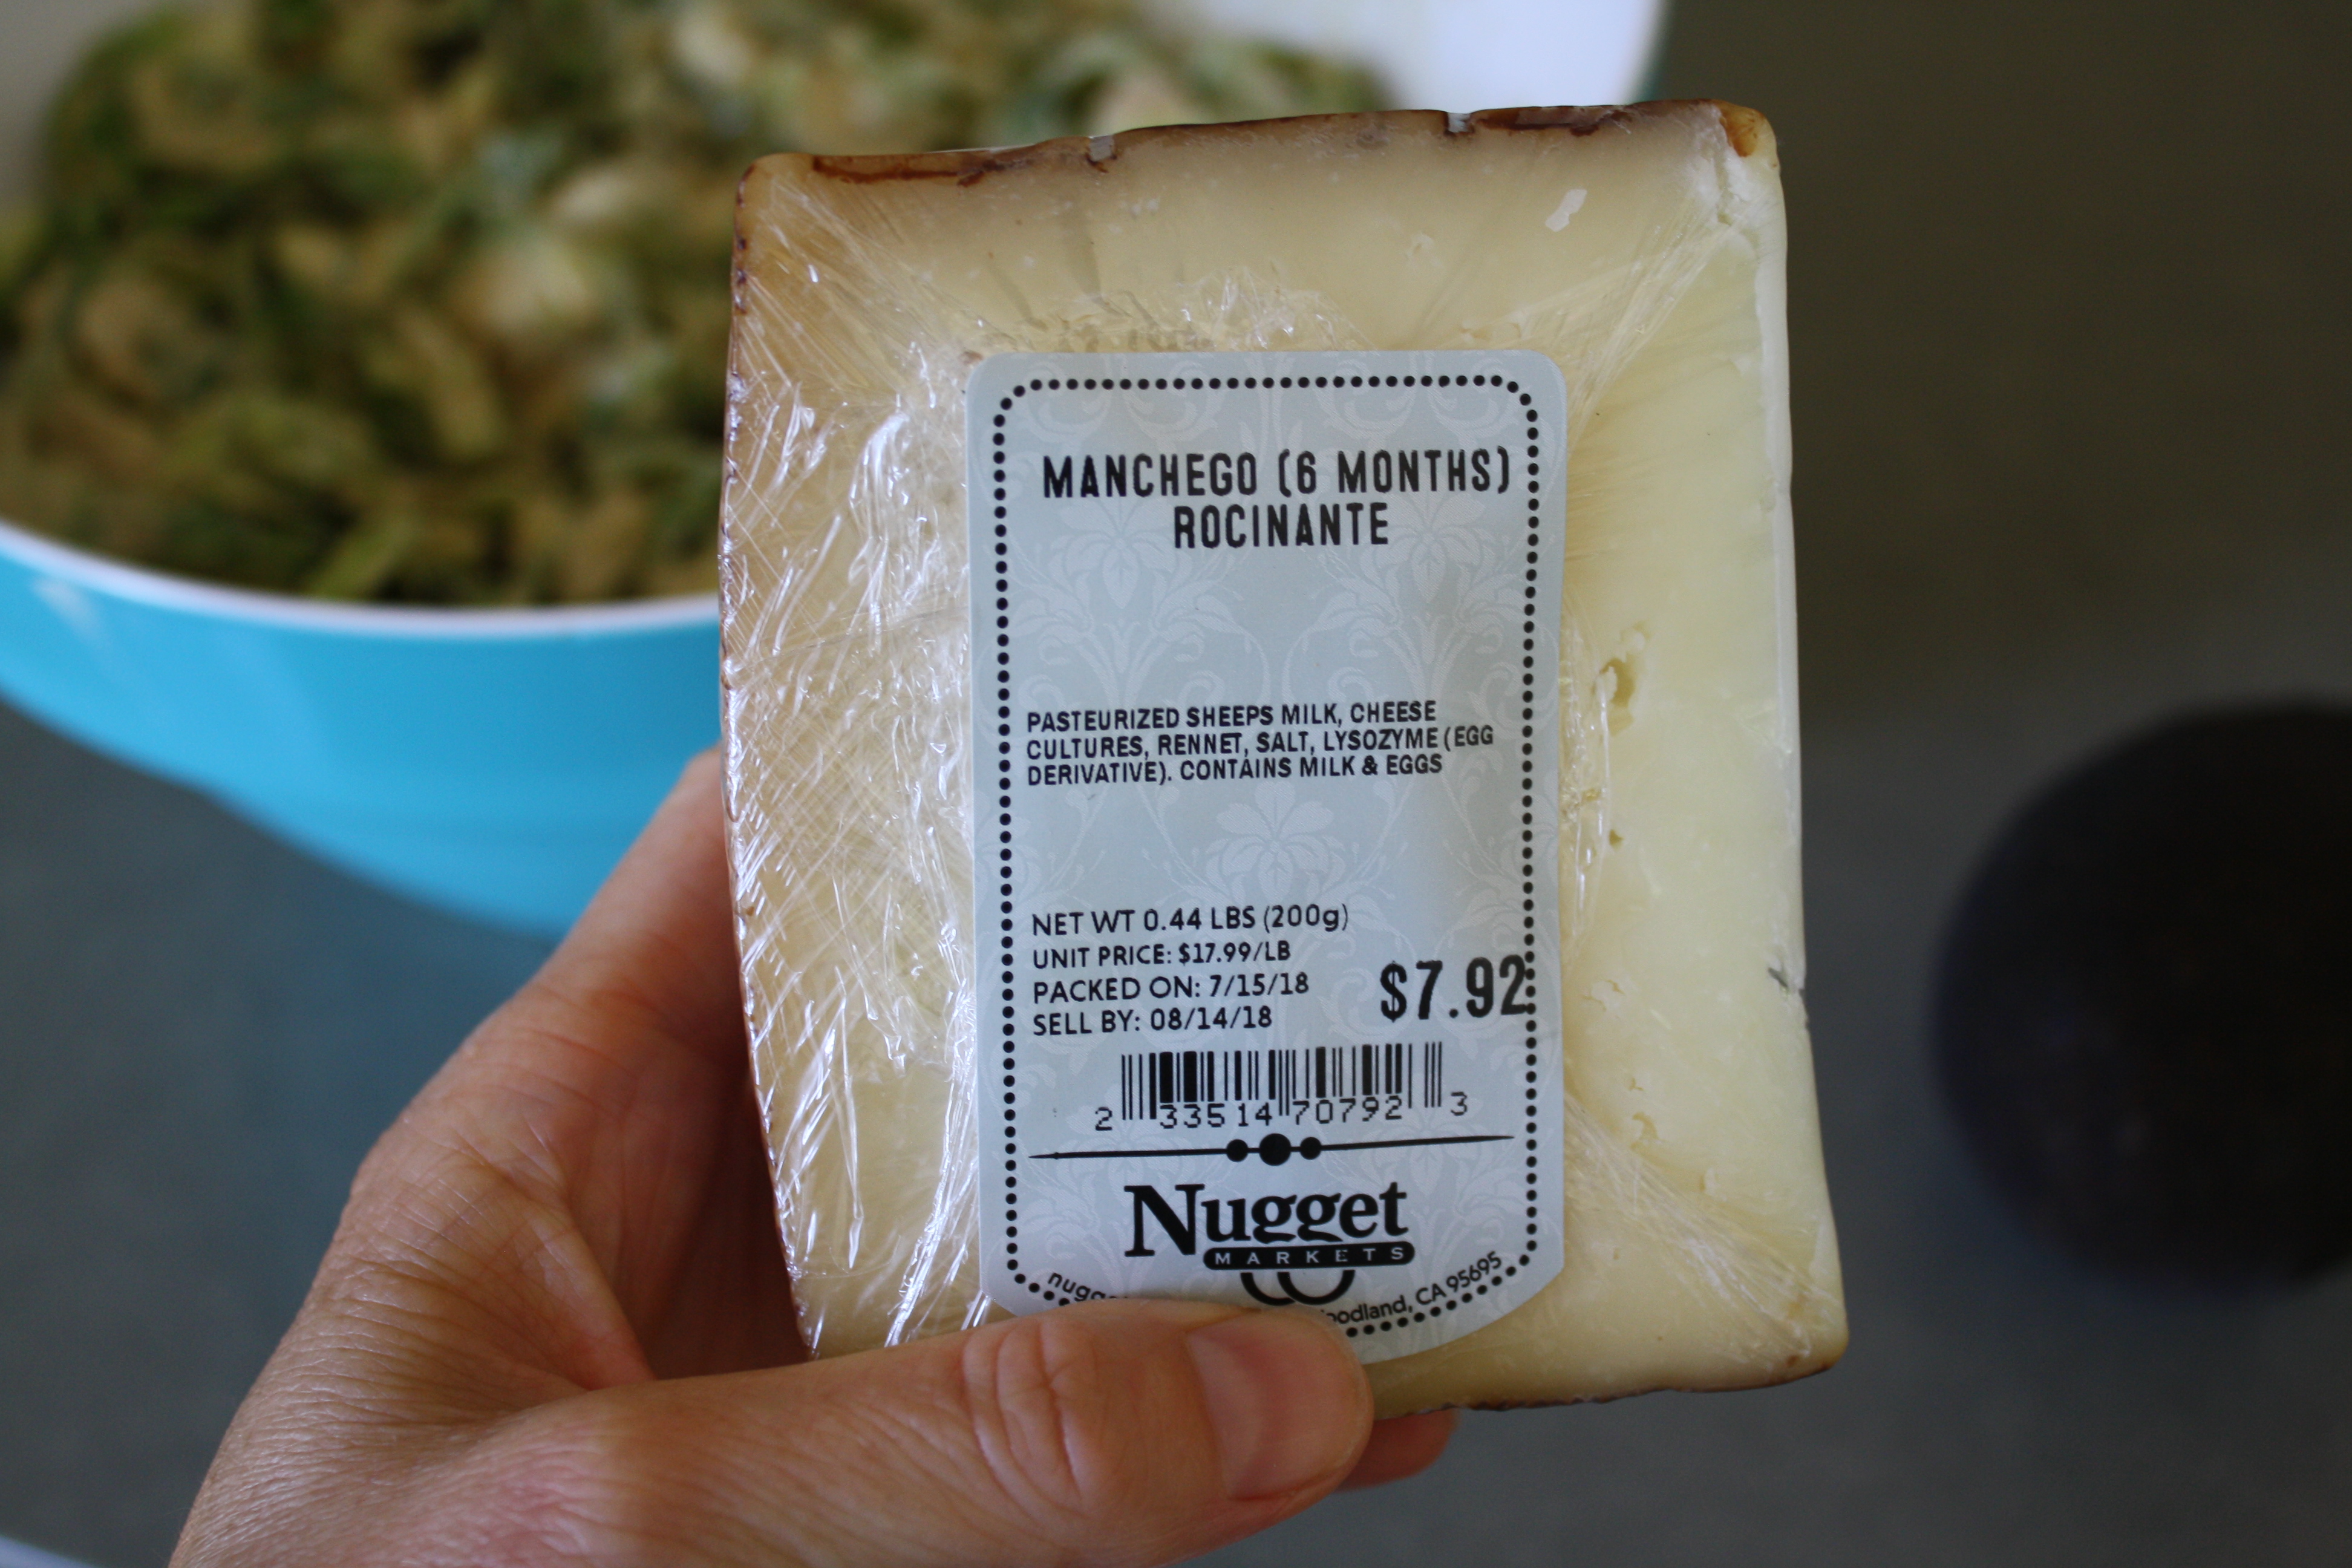 MANCHEGO (6 MONTHS)
ROCINANTE
PASTEURIZED SHEEPS MILK, CHEESE
CULTURES, RENNET, SALT, LYSOZYME (EGG
DERIVATIVE). CONTAINS MILK & EGGS
NET WT 0.44 LBS (200g)
UNIT PRICE: $17.99/LB
PACKED ON: 7/15/18
SELL BY: 08/14/18
$7.92
2 33514 70792 3
Nugget
MARKETS
CA 95695